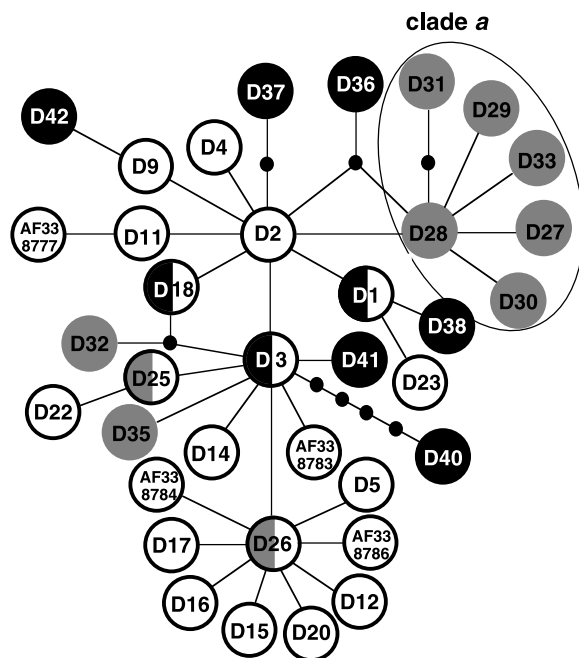 clade a
D37
D36
D31
D29
D42
D4
D33
D9
AF33
8777
D11
D2
D28
D27
D18
D1
D30
D32
D38
D3
D41
D25
D23
D22
D35
D14
AF33
8783
D40
AF33
8784
D5
D17
D26
AF33
8786
D16
D12
D15
D20